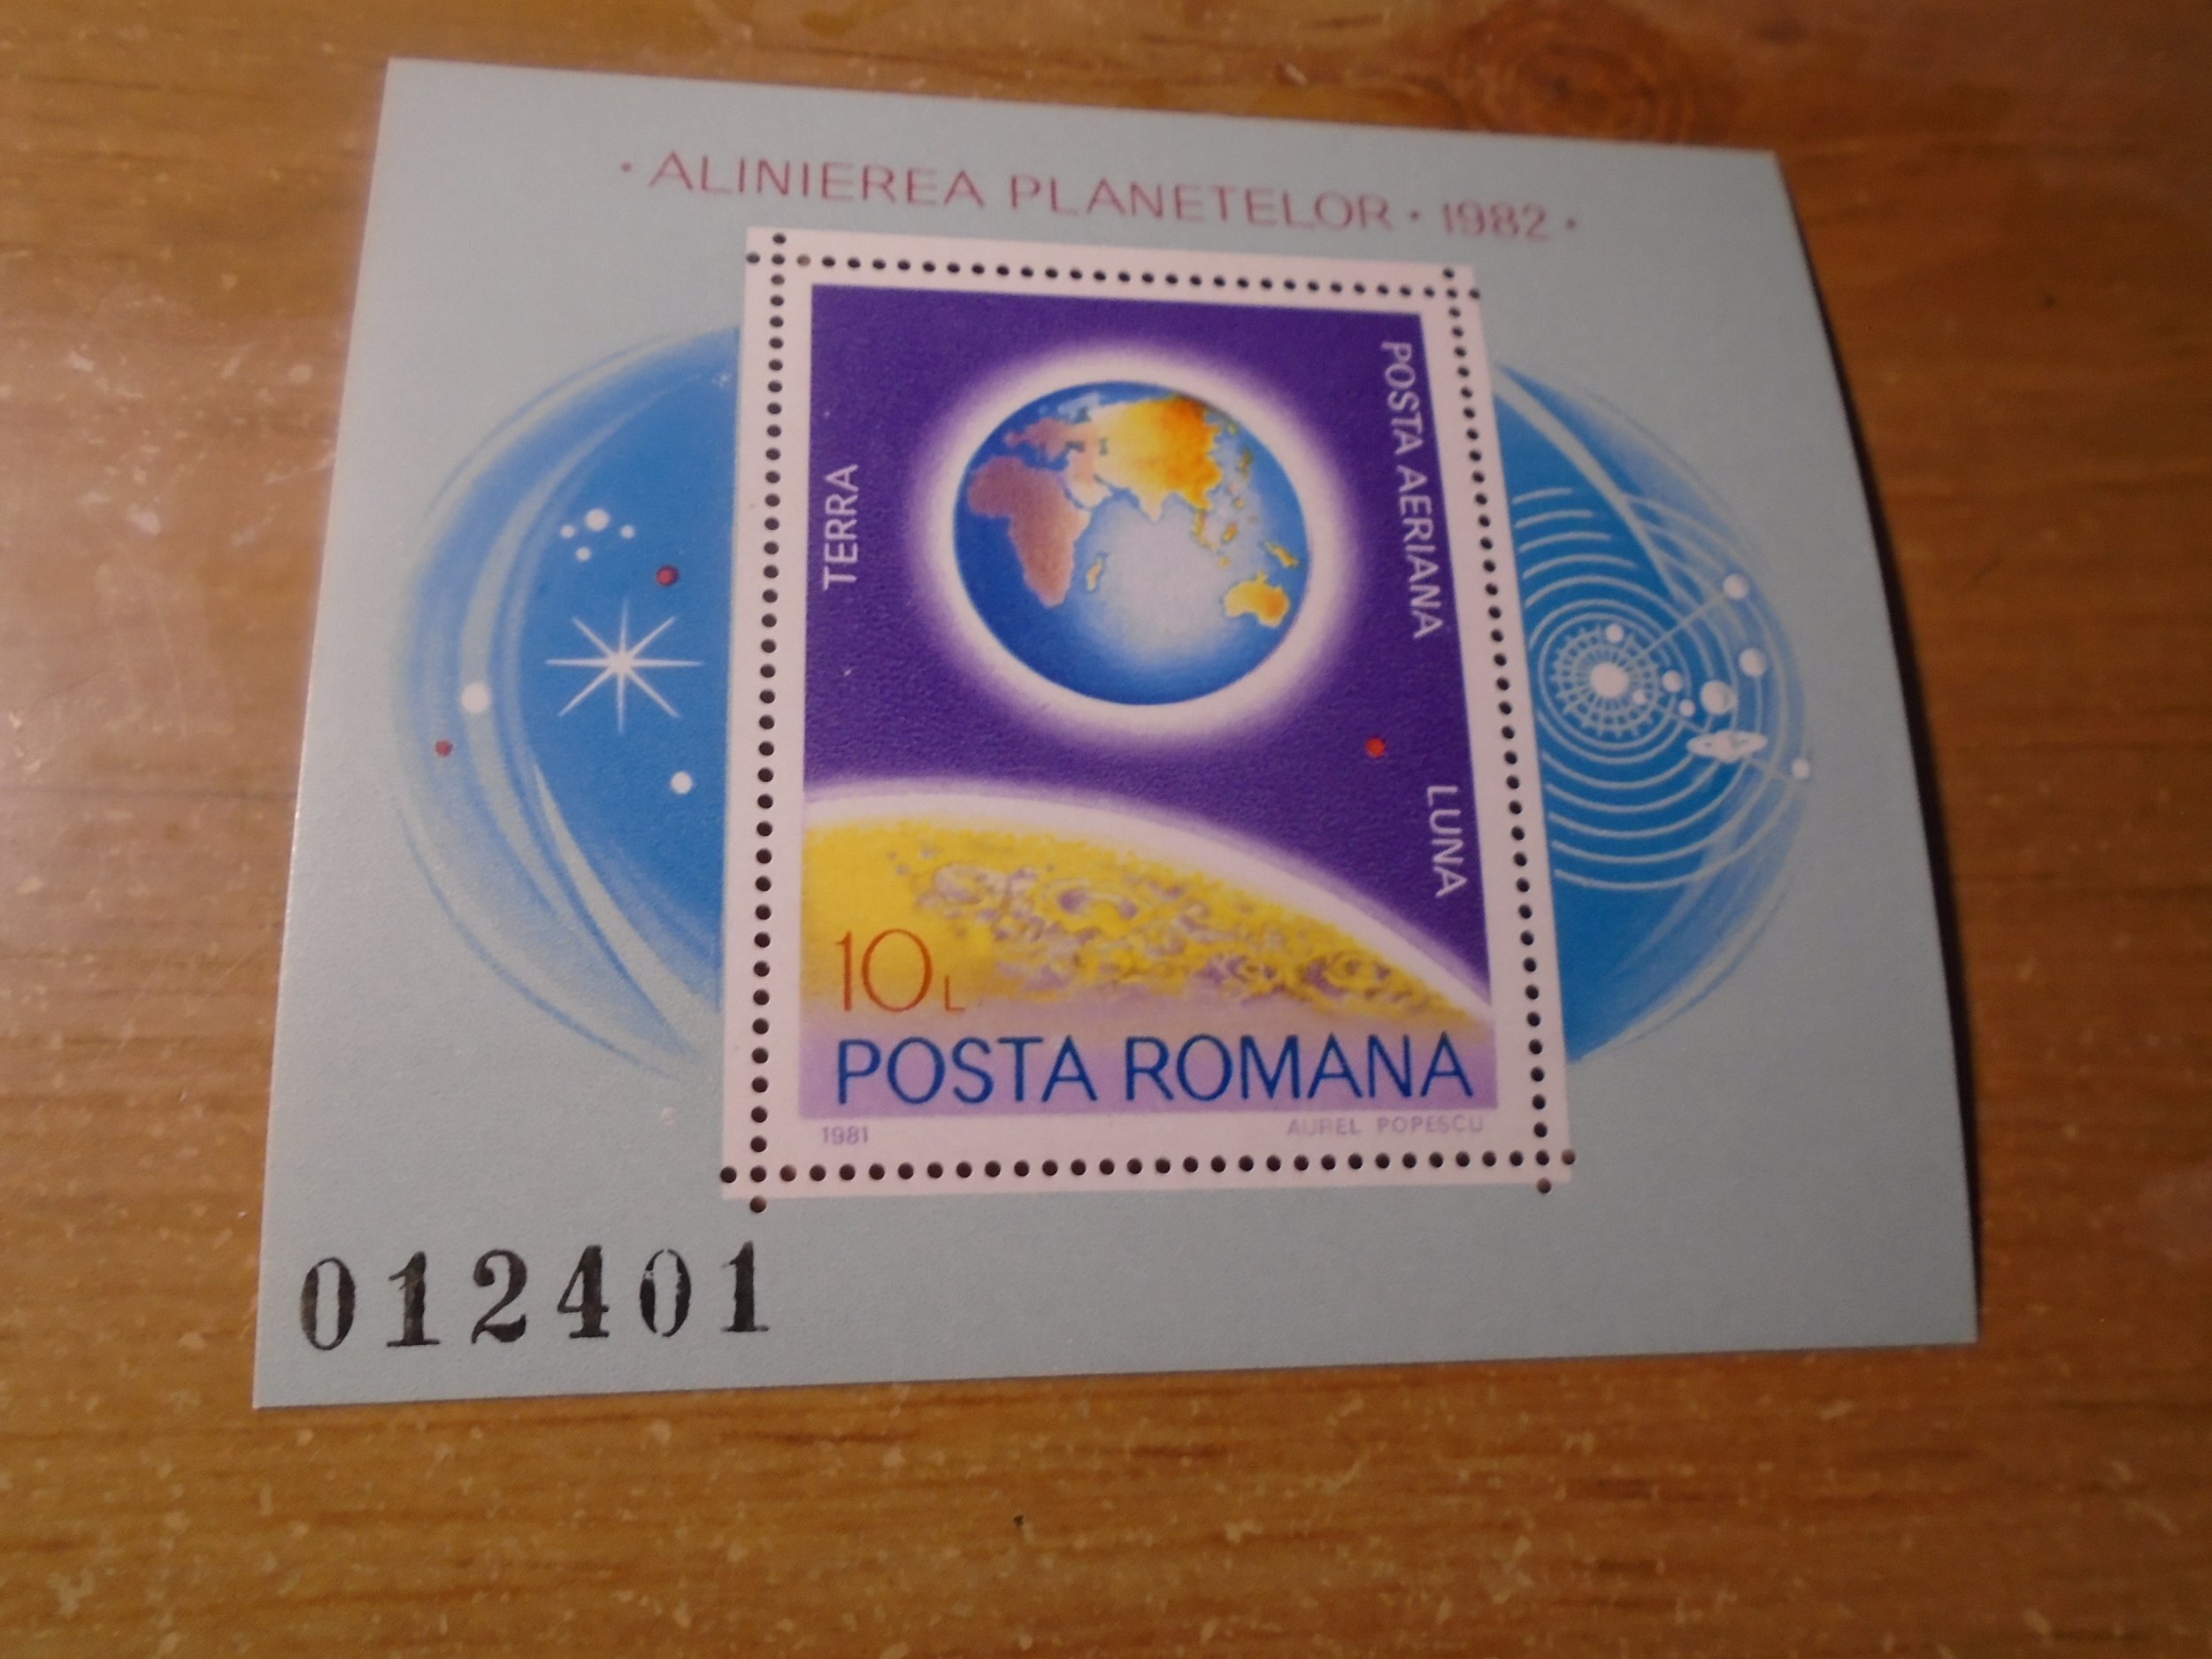 · ALINIEREA PLANETELOR · 1982 ·
TERRA
POSTA AERIANA
LUNA
10L
POSTA ROMANA
1981 AUREL POPESCU
012401